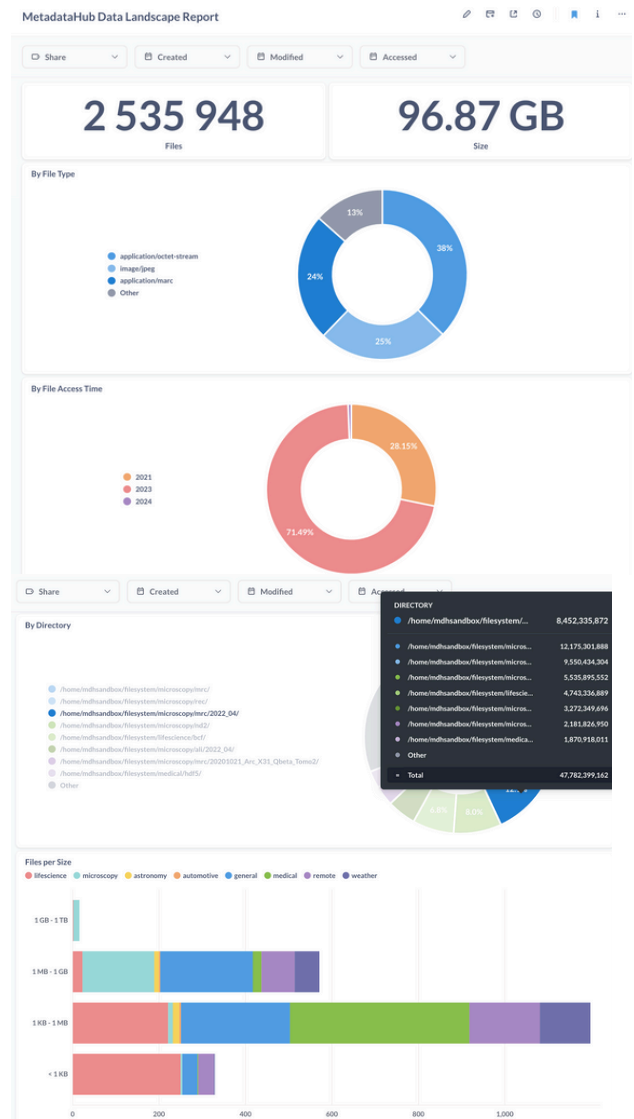 MetadataHub Data Landscape Report
Share
Created
Modified
Accessed
2 535 948
Files
96.87 GB
Size
By File Type
application/octet-stream
image/jpeg
application/marc
Other
13%
38%
24%
25%
By File Access Time
2021
2023
2024
28.15%
71.49%
Share
Created
Modified
By Directory
DIRECTORY
/home/mdhsandbox/filesystem/... 8,452,335,872
/home/mdhsandbox/filesystem/micros... 12,175,301,888
/home/mdhsandbox/filesystem/micros... 9,550,434,304
/home/mdhsandbox/filesystem/micros... 5,535,895,552
/home/mdhsandbox/filesystem/lifescie... 4,743,336,889
/home/mdhsandbox/filesystem/micros... 3,272,349,696
/home/mdhsandbox/filesystem/micros... 2,181,826,950
/home/mdhsandbox/filesystem/medica... 1,870,918,011
Other
Total 47,782,399,162
/home/mdhsandbox/filesystem/microscopy/mrc/
/home/mdhsandbox/filesystem/microscopy/rec/
/home/mdhsandbox/filesystem/microscopy/mrc/2022_04/
/home/mdhsandbox/filesystem/microscopy/nd2/
/home/mdhsandbox/filesystem/lifescience/bcf/
/home/mdhsandbox/filesystem/microscopy/ali/2022_04/
/home/mdhsandbox/filesystem/microscopy/mrc/20201021_Arc_K31_Qbeta_Tomo2/
/home/mdhsandbox/filesystem/medical/hdf5/
Other
6.8%
8.0%
Files per Size
lifescience microscopy astronomy automotive general medical remote weather
1 GB - 1 TB
1 MB - 1 GB
1 KB - 1 MB
< 1 KB
0 200 400 600 800 1,000